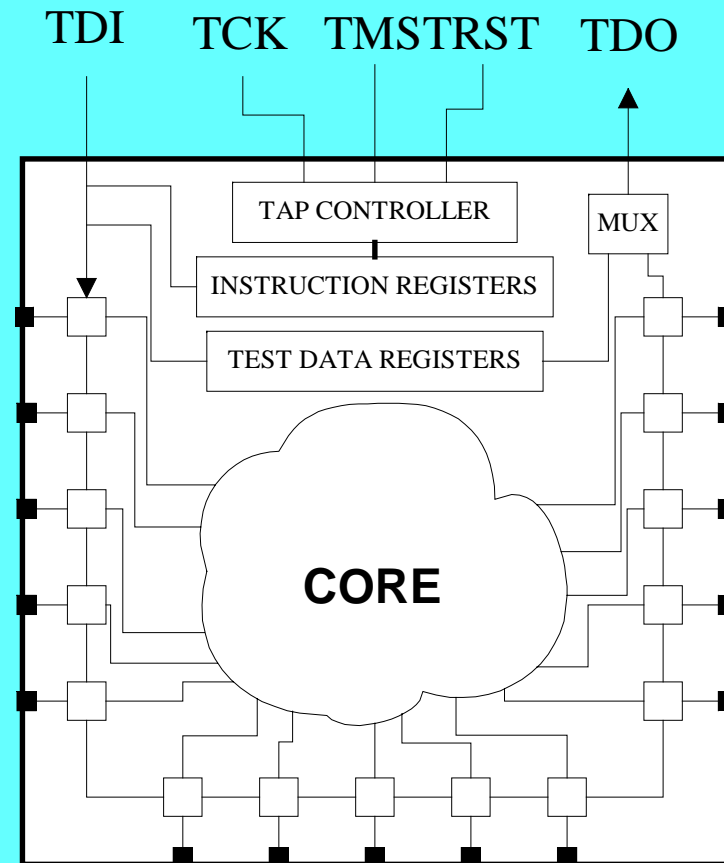 TDI TCK TMSTRST TDO
TAP CONTROLLER
MUX
INSTRUCTION REGISTERS
TEST DATA REGISTERS
CORE